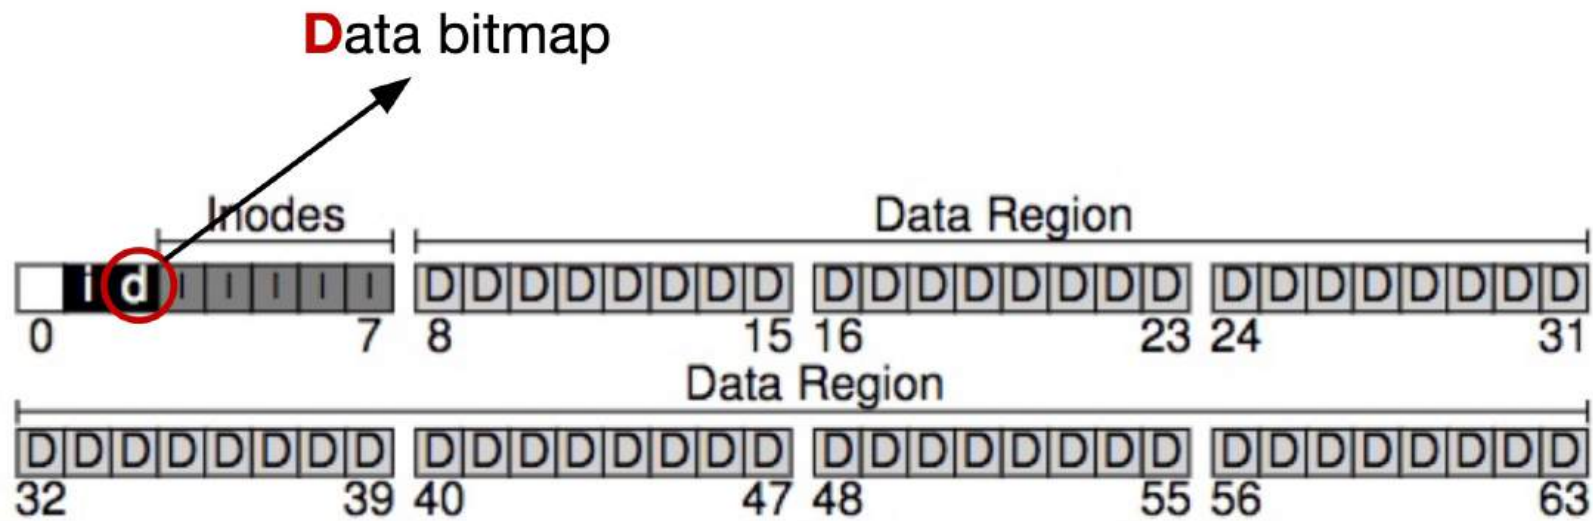 Data bitmap
Inodes Data Region
i d I I I I I D D D D D D D D D D D D D D D D D D D D D D D D
0 7 8 15 16 23 24 31
Data Region
D D D D D D D D D D D D D D D D D D D D D D D D D D D D D D D D
32 39 40 47 48 55 56 63